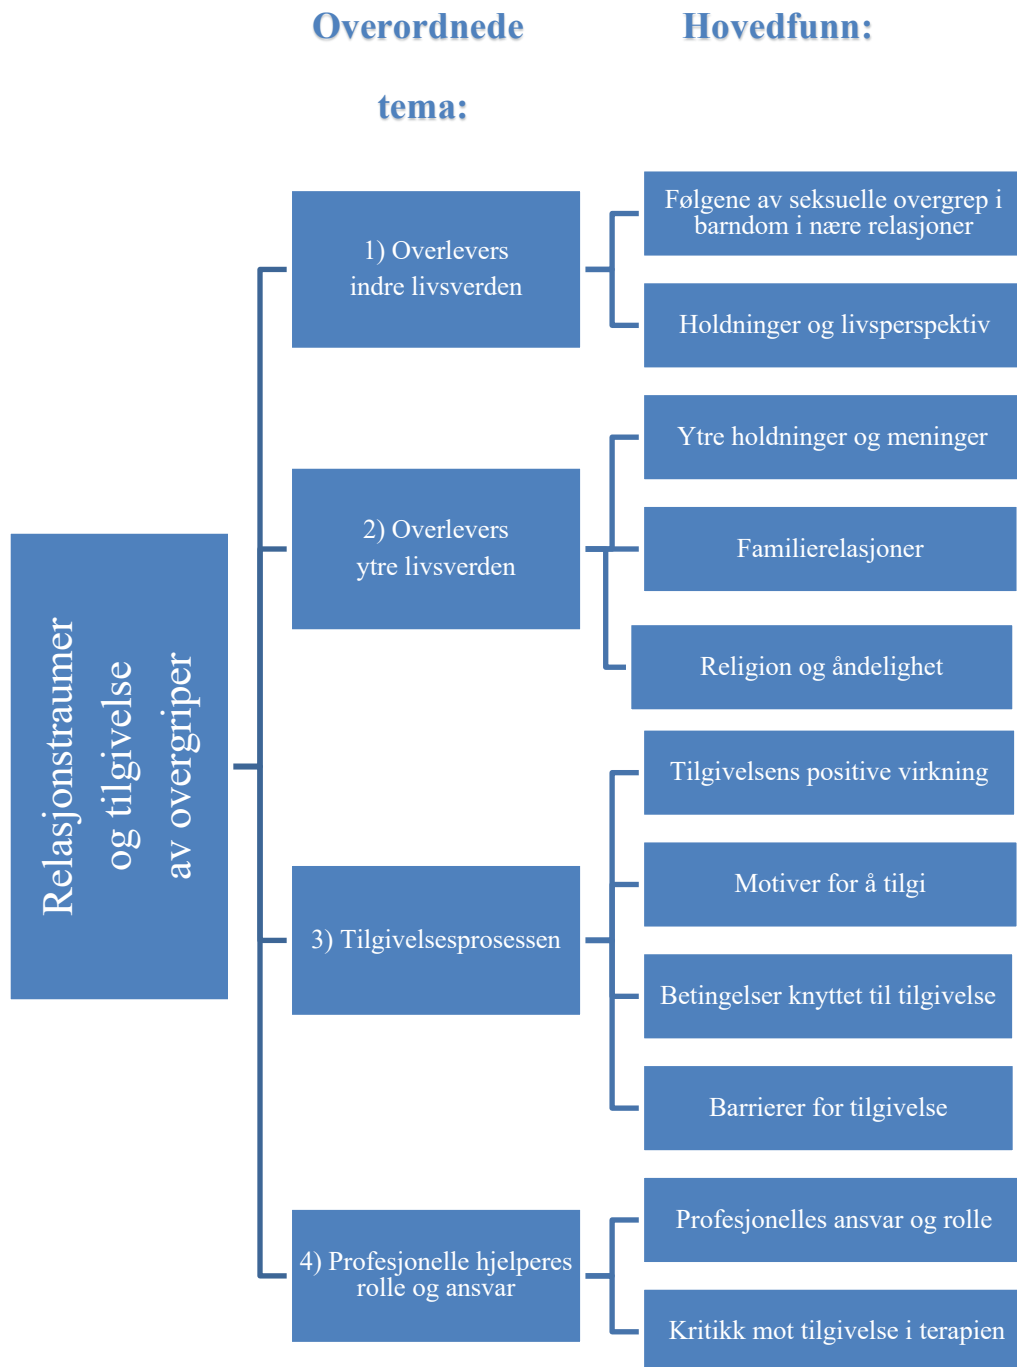 Overordnede
tema:
Hovedfunn:
Relasjonstraumer
og tilgivelse
av overgriper
1) Overlevers
indre livsverden
Følgene av seksuelle overgrep i
barndom i nære relasjoner
Holdninger og livsperspektiv
2) Overlevers
ytre livsverden
Ytre holdninger og meninger
Familierelasjoner
Religion og åndelighet
3) Tilgivelsesprosessen
Tilgivelsens positive virkning
Motiver for å tilgi
Betingelser knyttet til tilgivelse
Barrierer for tilgivelse
4) Profesjonelle hjelperes
rolle og ansvar
Profesjonelles ansvar og rolle
Kritikk mot tilgivelse i terapien